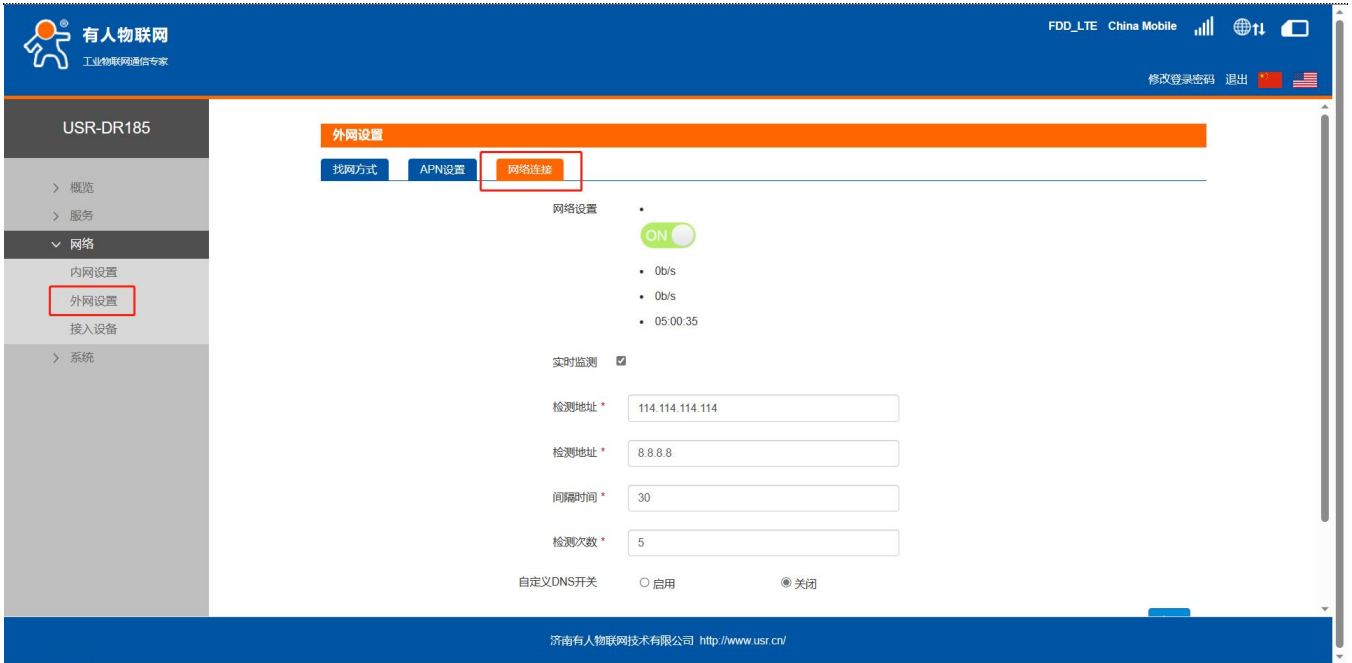 有人物联网
工业物联网通信专家
FDD_LTE China Mobile
修改登录密码 退出
USR-DR185
概览
服务
网络
内网设置
外网设置
接入设备
系统
外网设置
找网方式 APN设置 网络连接
网络设置
ON
0b/s
0b/s
05:00:35
实时监测
检测地址 * 114.114.114.114
检测地址 * 8.8.8.8
间隔时间 * 30
检测次数 * 5
自定义DNS开关 启用 关闭
济南有人物联网技术有限公司 http://www.usr.cn/